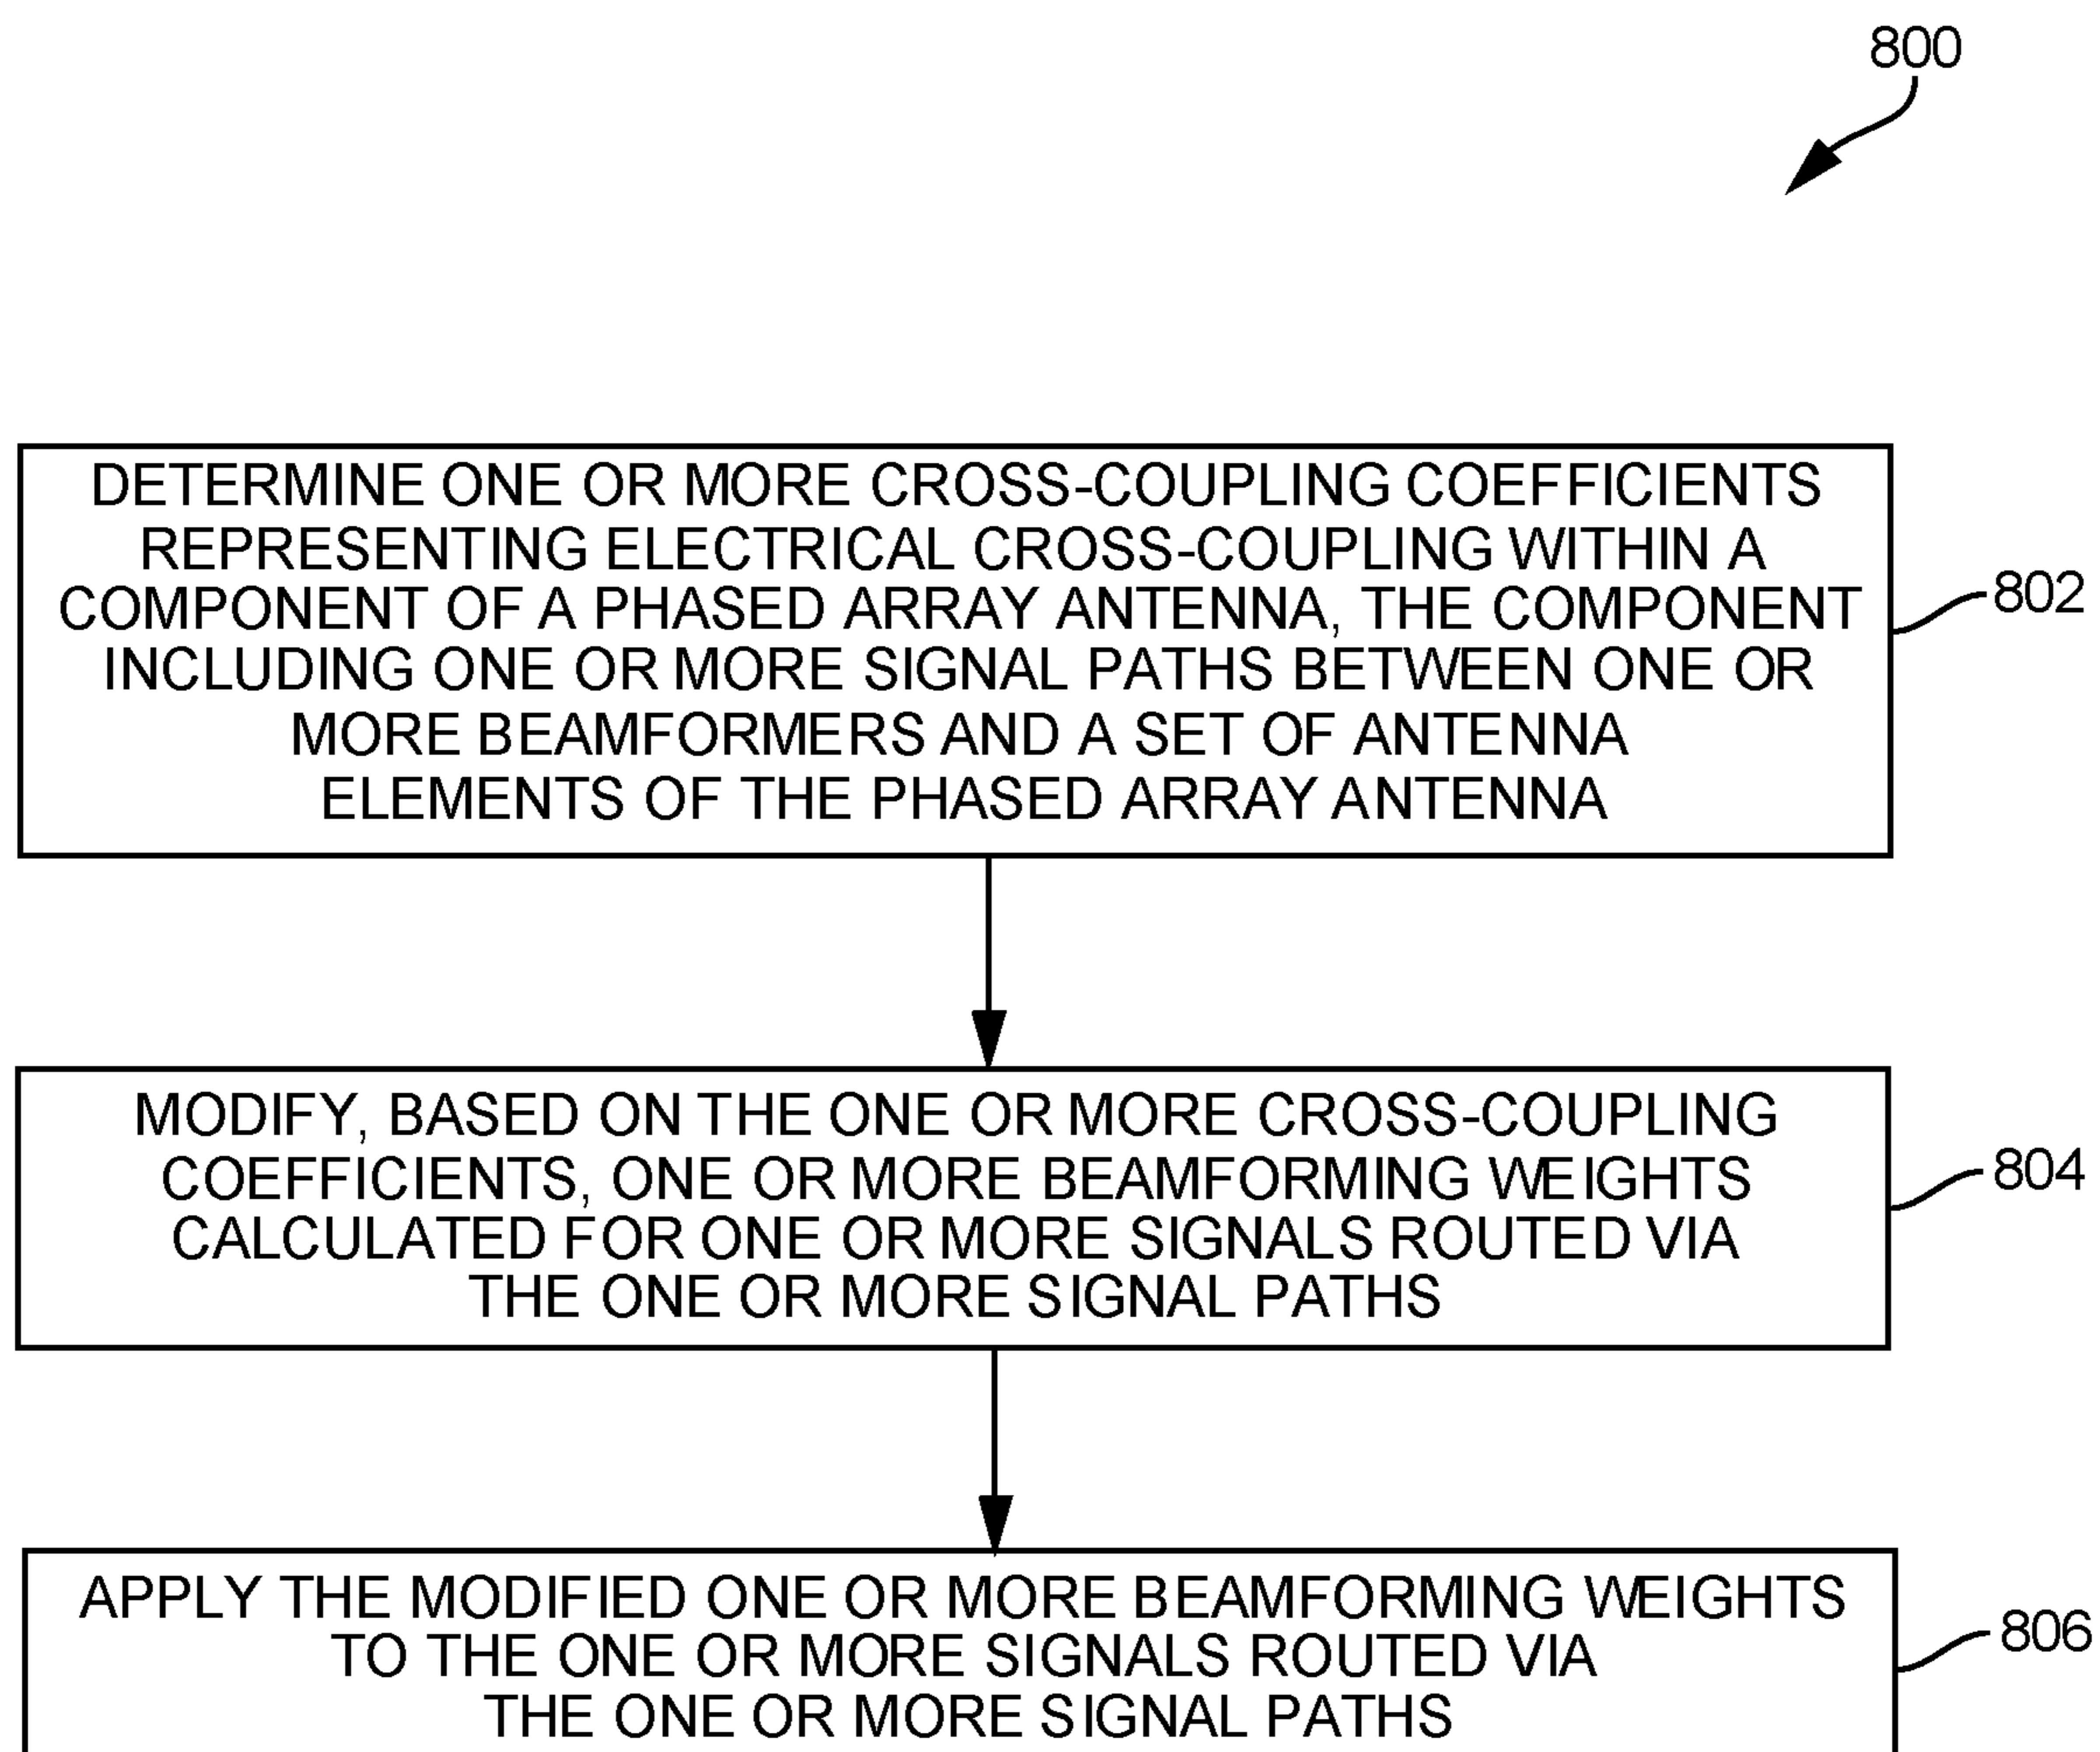 800
DETERMINE ONE OR MORE CROSS-COUPLING COEFFICIENTS
REPRESENTING ELECTRICAL CROSS-COUPLING WITHIN A
COMPONENT OF A PHASED ARRAY ANTENNA, THE COMPONENT
INCLUDING ONE OR MORE SIGNAL PATHS BETWEEN ONE OR
MORE BEAMFORMERS AND A SET OF ANTENNA
ELEMENTS OF THE PHASED ARRAY ANTENNA
802
MODIFY, BASED ON THE ONE OR MORE CROSS-COUPLING
COEFFICIENTS, ONE OR MORE BEAMFORMING WEIGHTS
CALCULATED FOR ONE OR MORE SIGNALS ROUTED VIA
THE ONE OR MORE SIGNAL PATHS
804
APPLY THE MODIFIED ONE OR MORE BEAMFORMING WEIGHTS
TO THE ONE OR MORE SIGNALS ROUTED VIA
THE ONE OR MORE SIGNAL PATHS
806